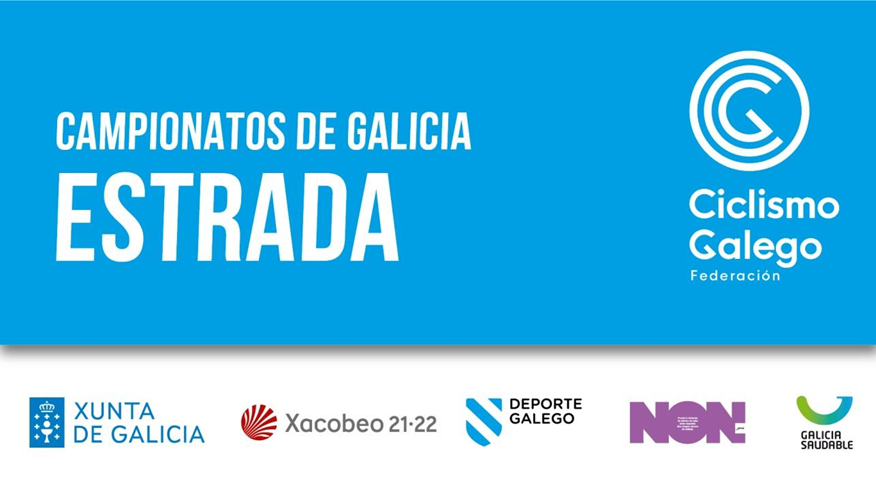 CAMPIONATOS DE GALICIA
ESTRADA
Ciclismo
Galego
Federación
XUNTA
DE GALICIA
Xacobeo 21·22
DEPORTE
GALEGO
NON
GALICIA
SAUDABLE